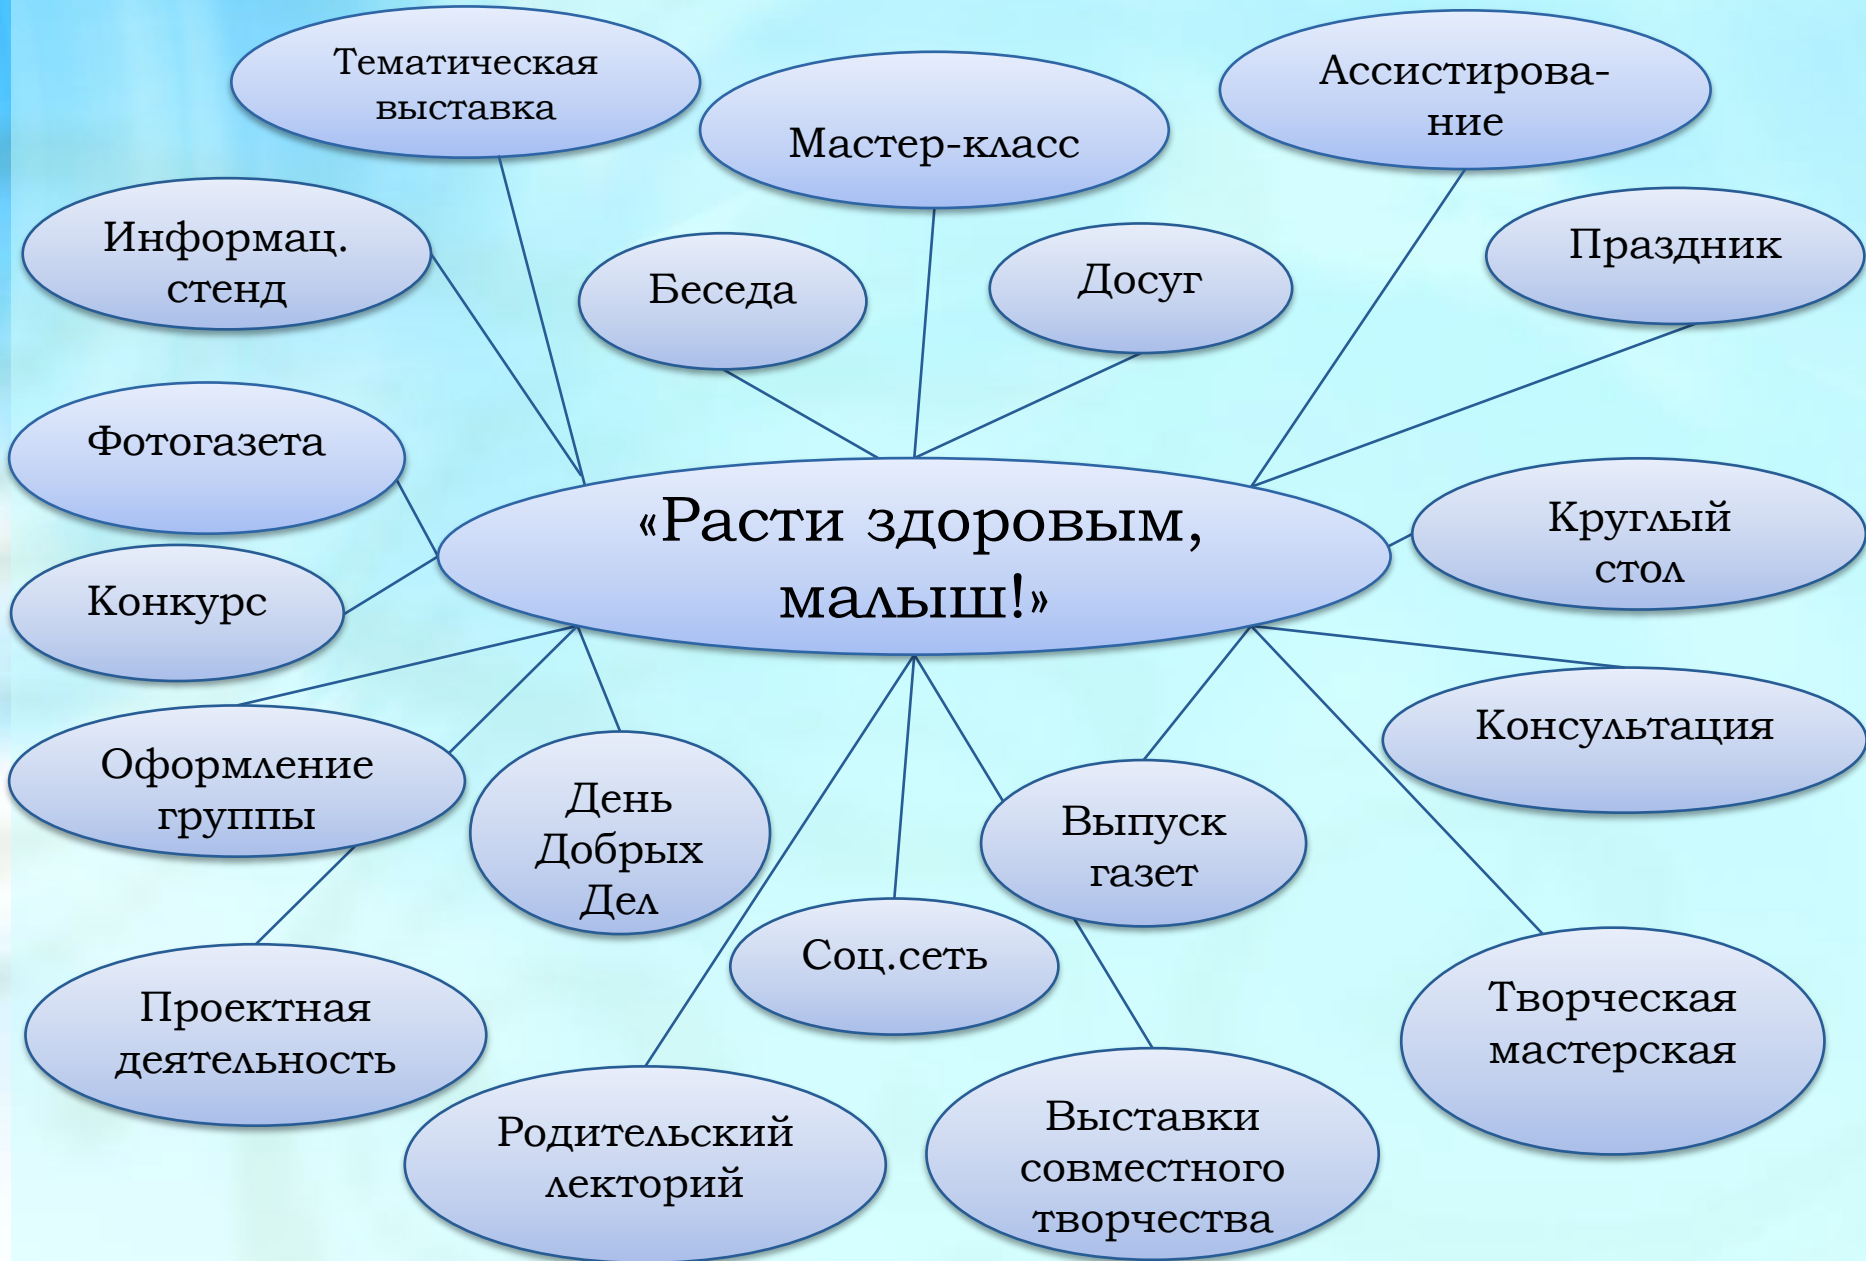 Тематическая
выставка
Мастер-класс
Ассистирова-
ние
Информац.
стенд
Беседа
Досуг
Праздник
Фотогазета
«Расти здоровым,
малыш!»
Круглый
стол
Конкурс
Консультация
Оформление
группы
День
Добрых
Дел
Выпуск
газет
Соц.сеть
Проектная
деятельность
Творческая
мастерская
Родительский
лекторий
Выставки
совместного
творчества